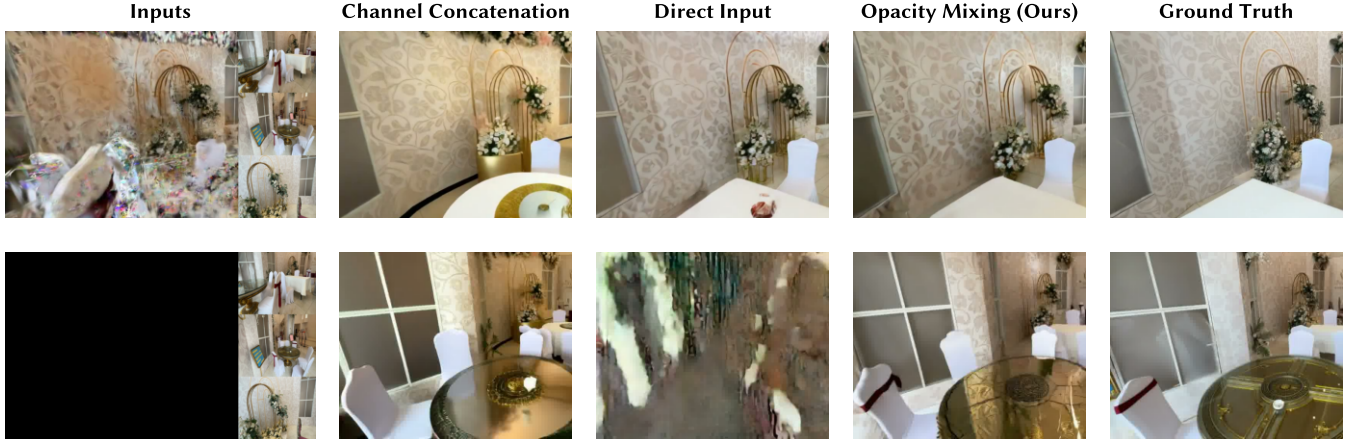 Inputs
Channel Concatenation
Direct Input
Opacity Mixing (Ours)
Ground Truth